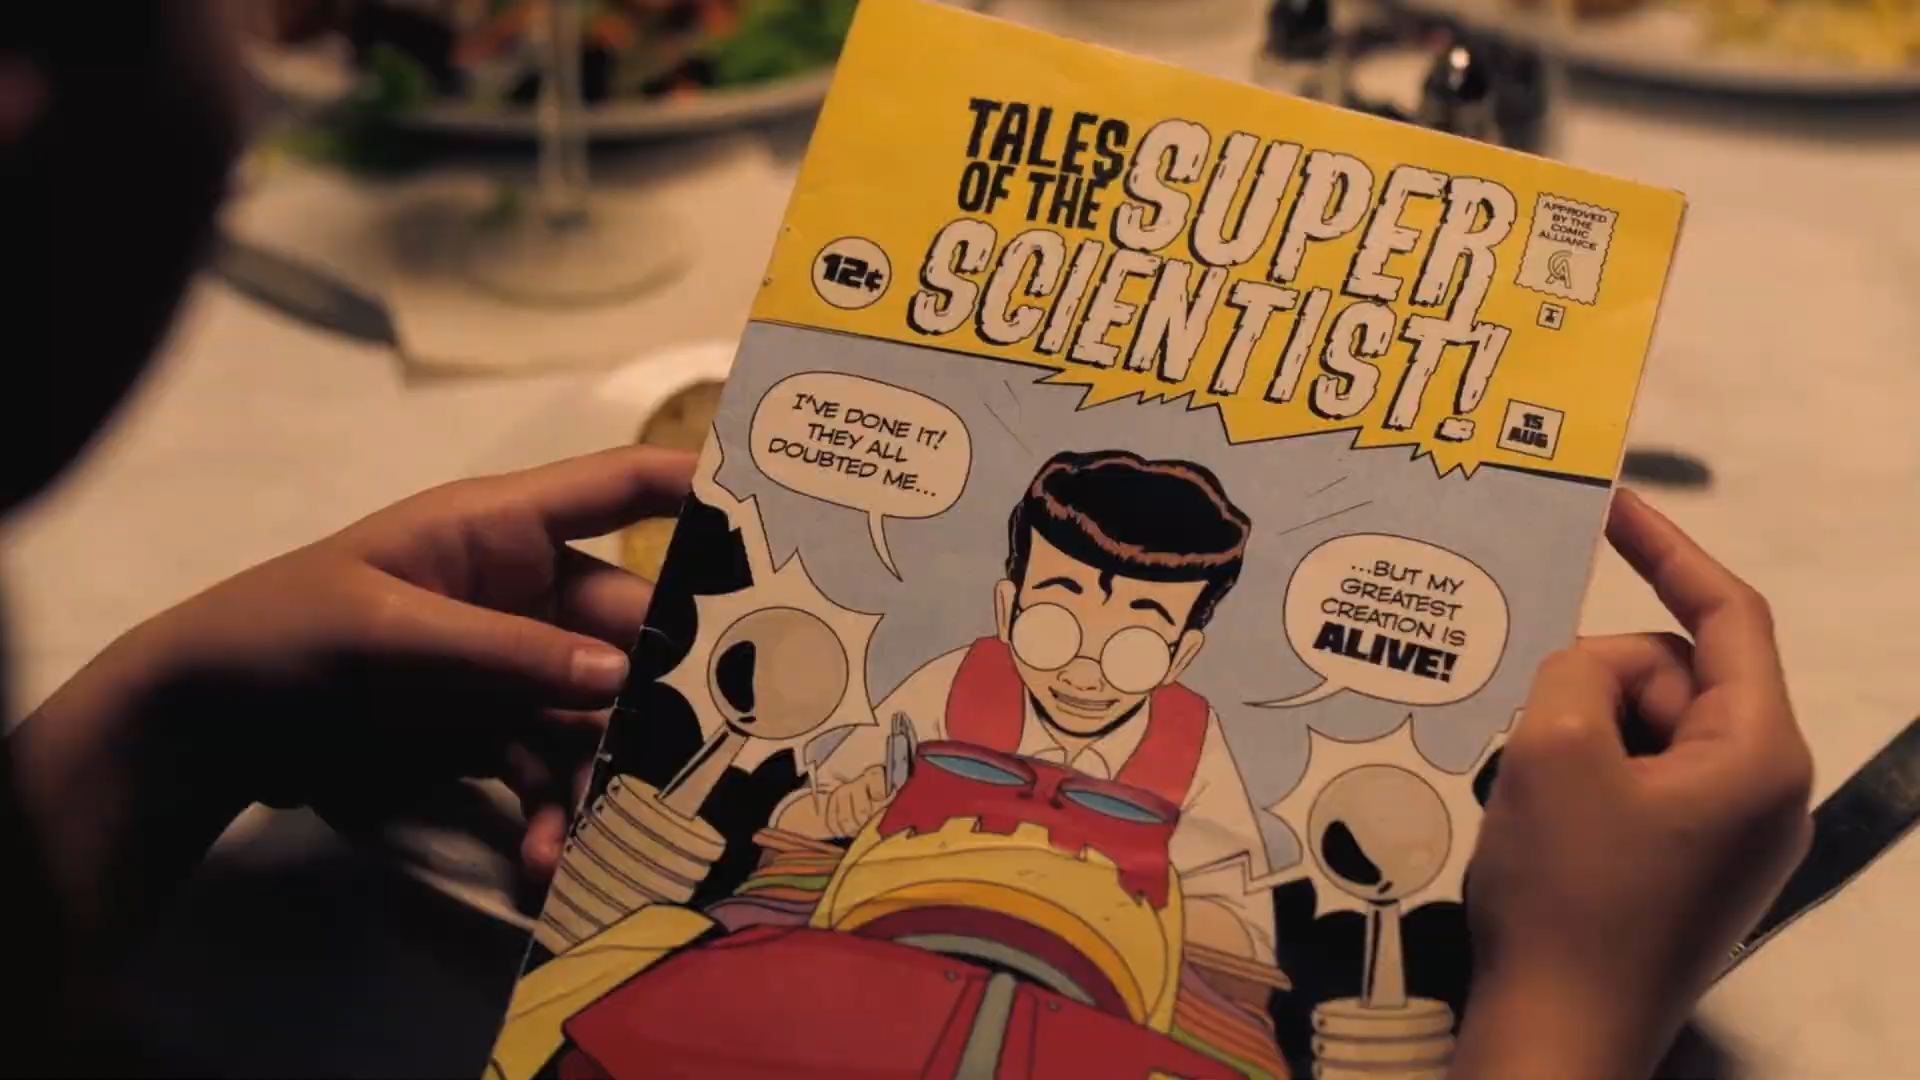 TALES
OF THE
SUPER
SCIENTIST!
12¢
APPROVED
BY THE
COMIC
ALLIANCE
CA
15
AUG
I'VE DONE IT!
THEY ALL
DOUBTED ME...
...BUT MY
GREATEST
CREATION IS
ALIVE!